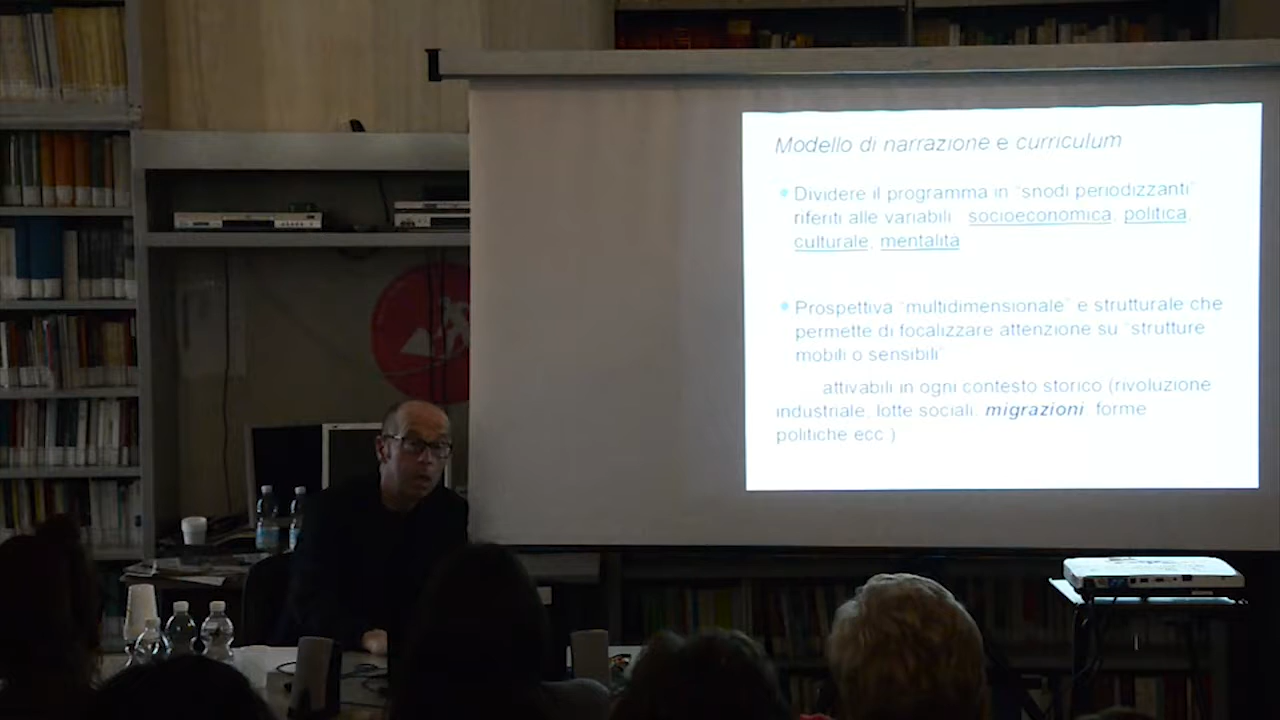 Modello di narrazione e curriculum
Dividere il programma in "snodi periodizzanti"
riferiti alle variabili: socioeconomica, politica,
culturale, mentalità
Prospettiva "multidimensionale" e strutturale che
permette di focalizzare attenzione su "strutture
mobili o sensibili"
attivabili in ogni contesto storico (rivoluzione
industriale, lotte sociali, migrazioni, forme
politiche ecc.)